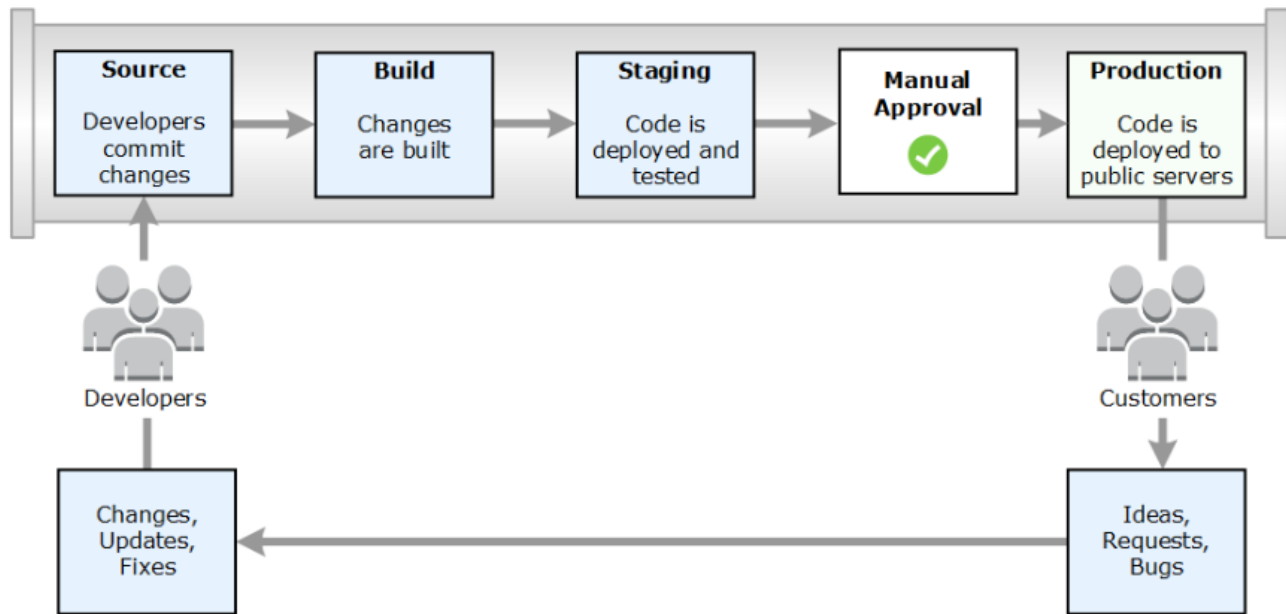 Source
Developers
commit
changes
Build
Changes
are built
Staging
Code is
deployed and
tested
Manual
Approval
Production
Code is
deployed to
public servers
Developers
Customers
Changes,
Updates,
Fixes
Ideas,
Requests,
Bugs